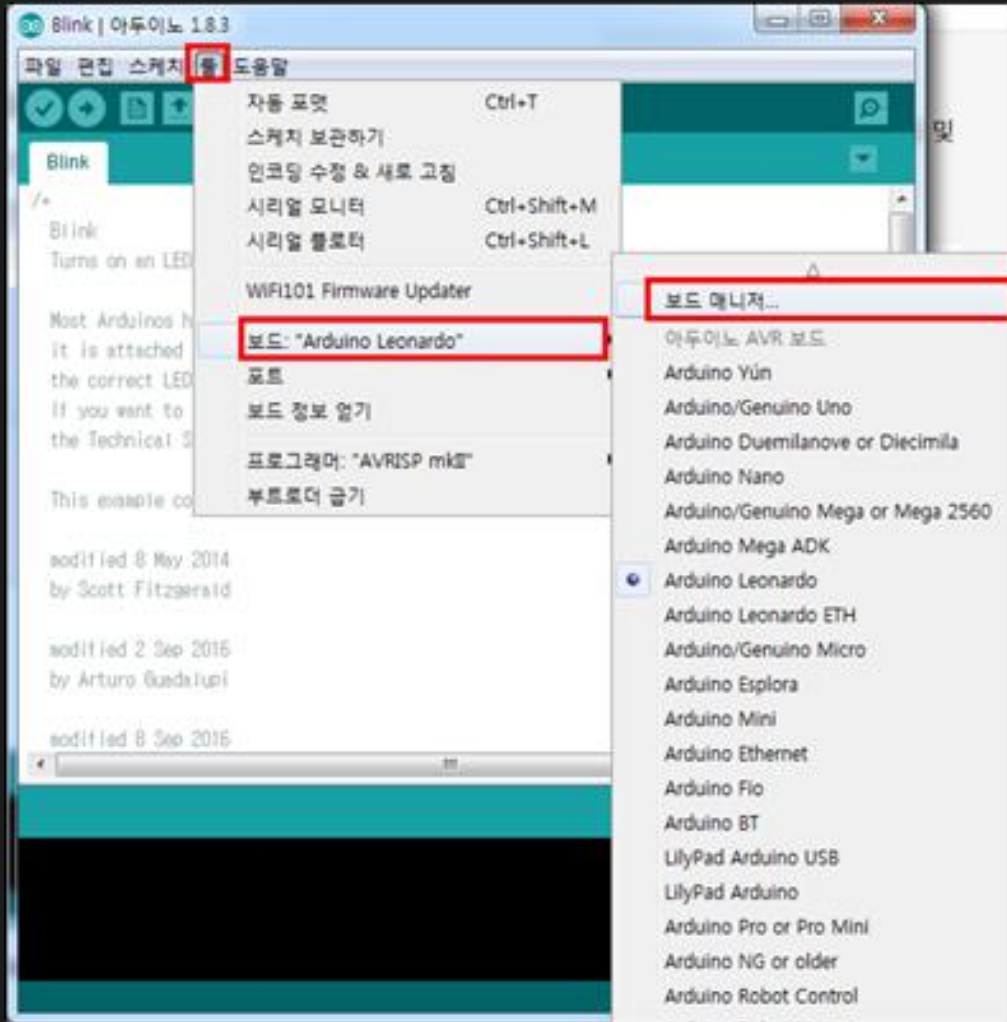 Blink | 아두이노 1.8.3
파일 편집 스케치 툴 도움말
Blink
자동 포맷 Ctrl+T
스케치 보관하기
인코딩 수정 & 새로 고침
시리얼 모니터 Ctrl+Shift+M
시리얼 플로터 Ctrl+Shift+L
WiFi101 Firmware Updater
보드: "Arduino Leonardo"
포트
보드 정보 얻기
프로그래머: "AVRISP mkII"
부트로더 굽기
/*
Blink
Turns on an LED
Most Arduinos h
it is attached
the correct LED
If you want to
the Technical S
This example co
modified 8 May 2014
by Scott Fitzgerald
modified 2 Sep 2016
by Arturo Guadalupi
modified 8 Sep 2016
및
보드 매니저...
아두이노 AVR 보드
Arduino Yún
Arduino/Genuino Uno
Arduino Duemilanove or Diecimila
Arduino Nano
Arduino/Genuino Mega or Mega 2560
Arduino Mega ADK
Arduino Leonardo
Arduino Leonardo ETH
Arduino/Genuino Micro
Arduino Esplora
Arduino Mini
Arduino Ethernet
Arduino Fio
Arduino BT
LilyPad Arduino USB
LilyPad Arduino
Arduino Pro or Pro Mini
Arduino NG or older
Arduino Robot Control